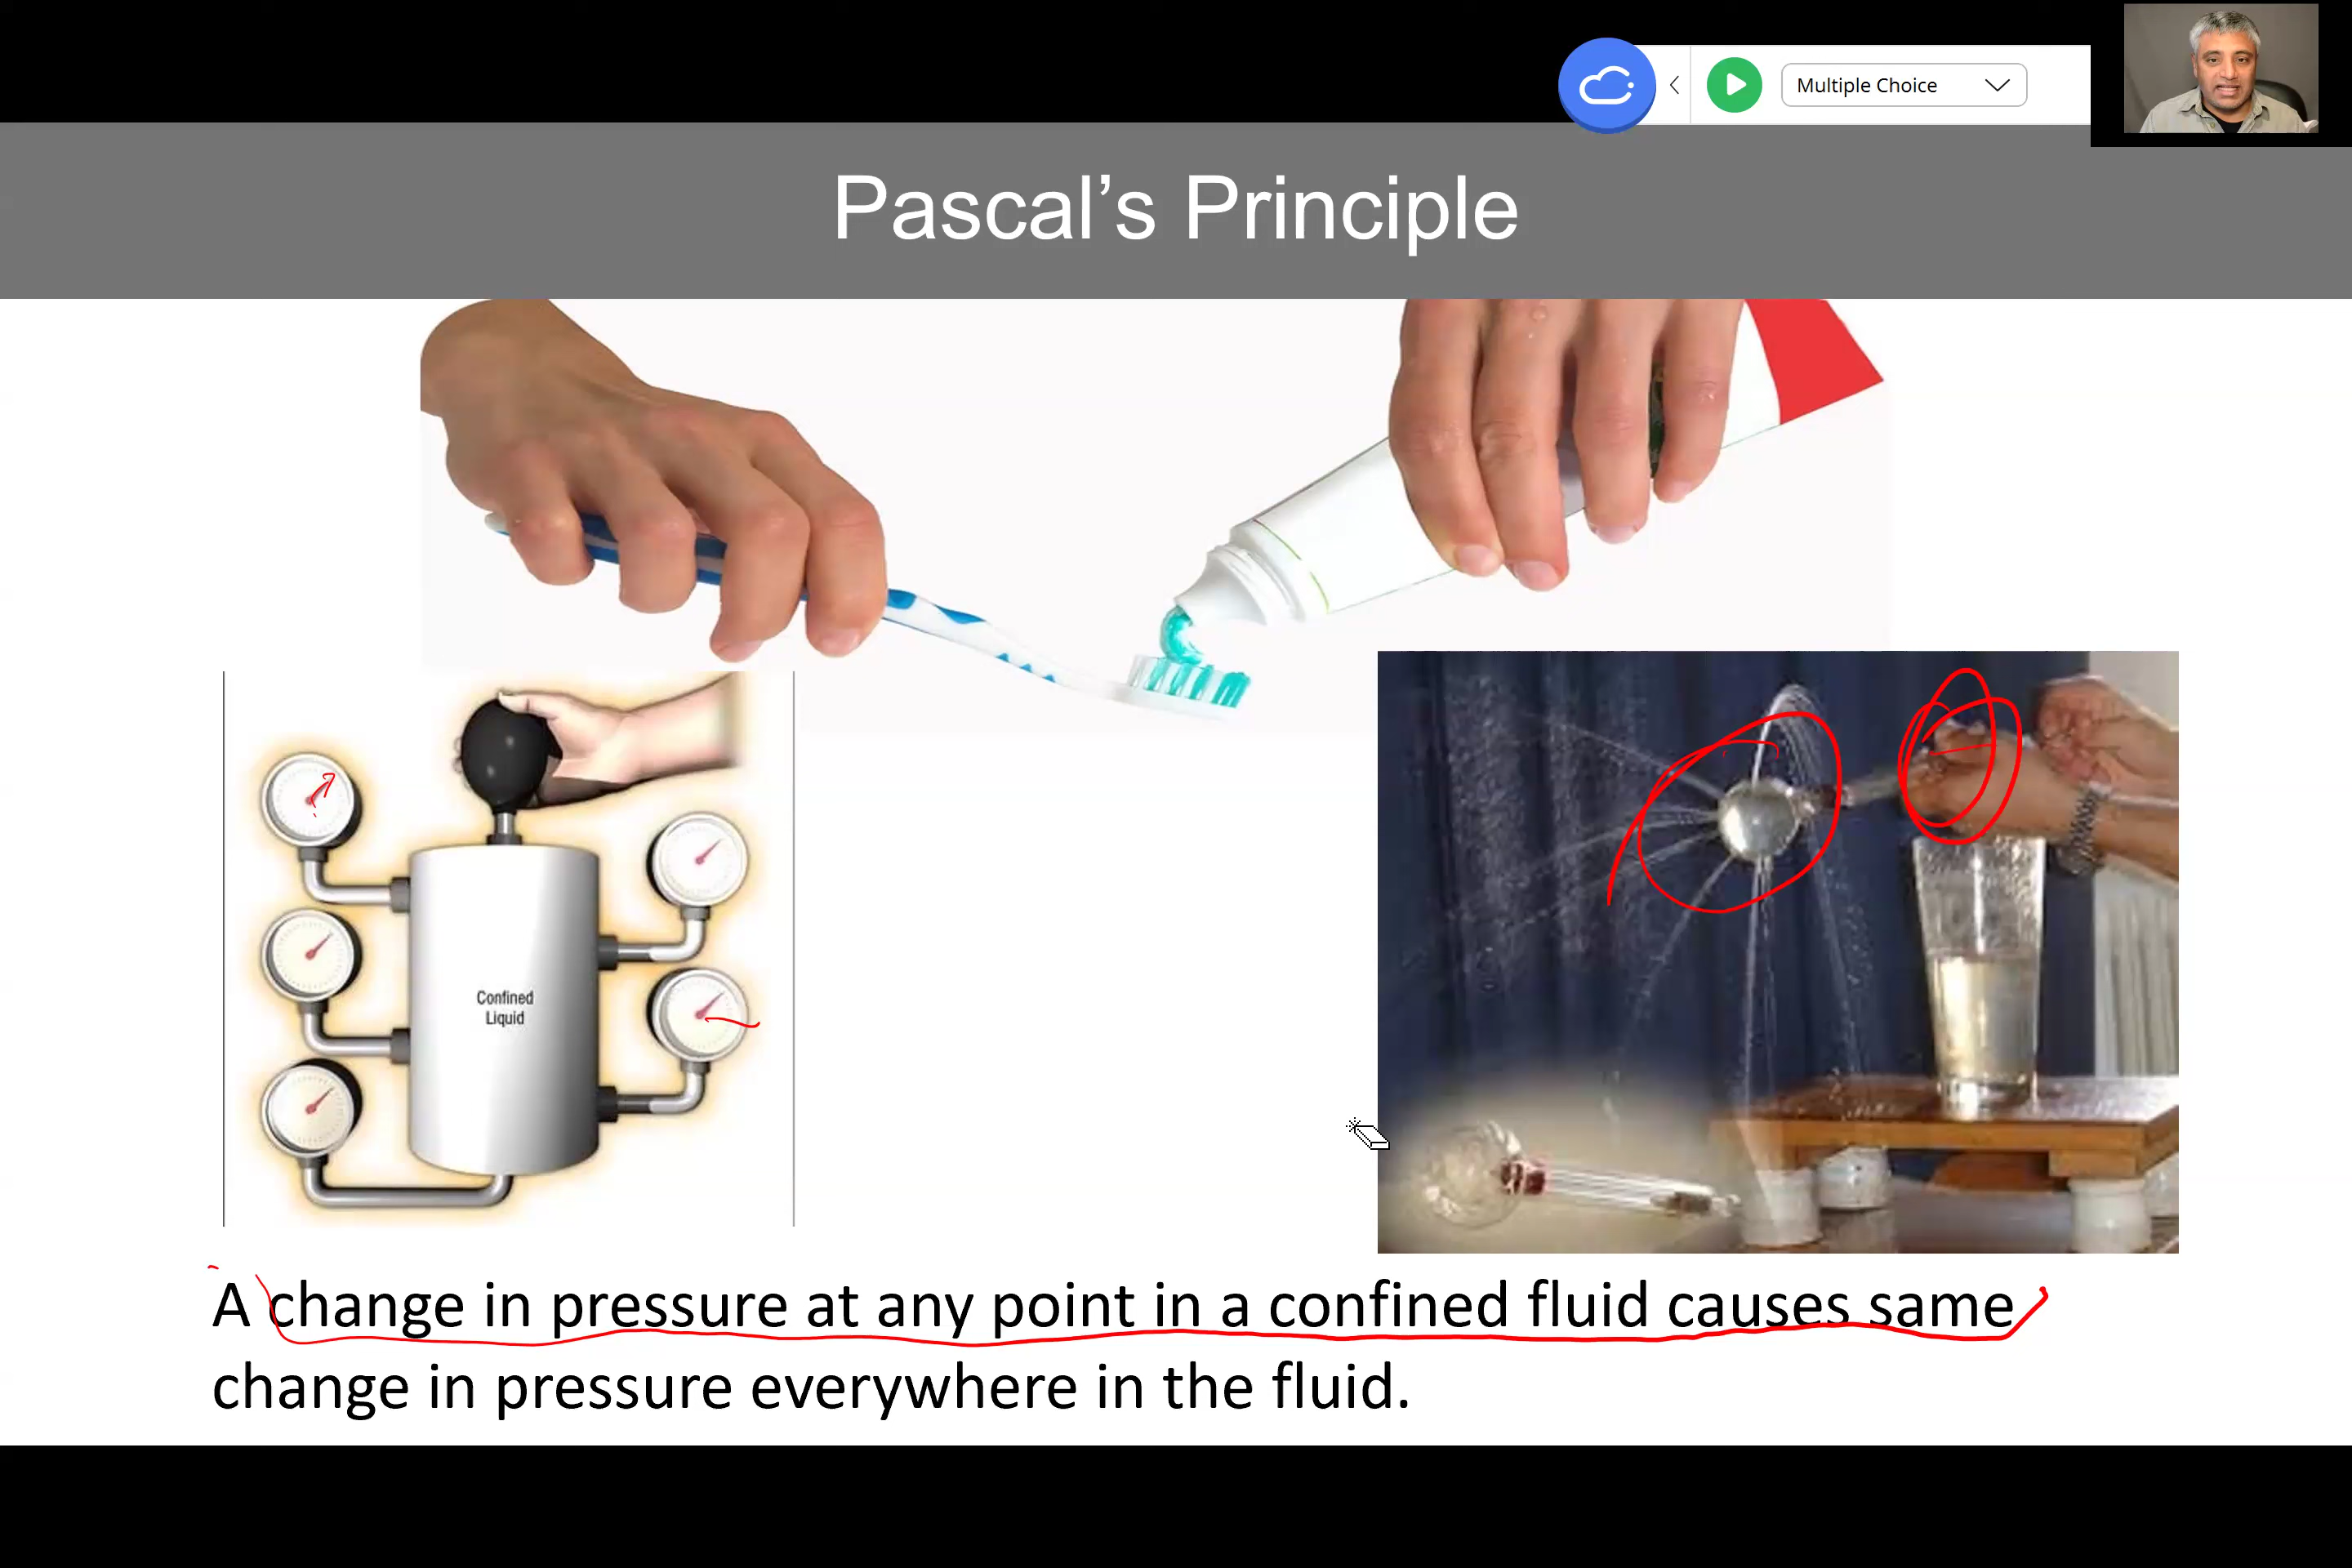 Multiple Choice
Pascal’s Principle
Confined
Liquid
A change in pressure at any point in a confined fluid causes same
change in pressure everywhere in the fluid.